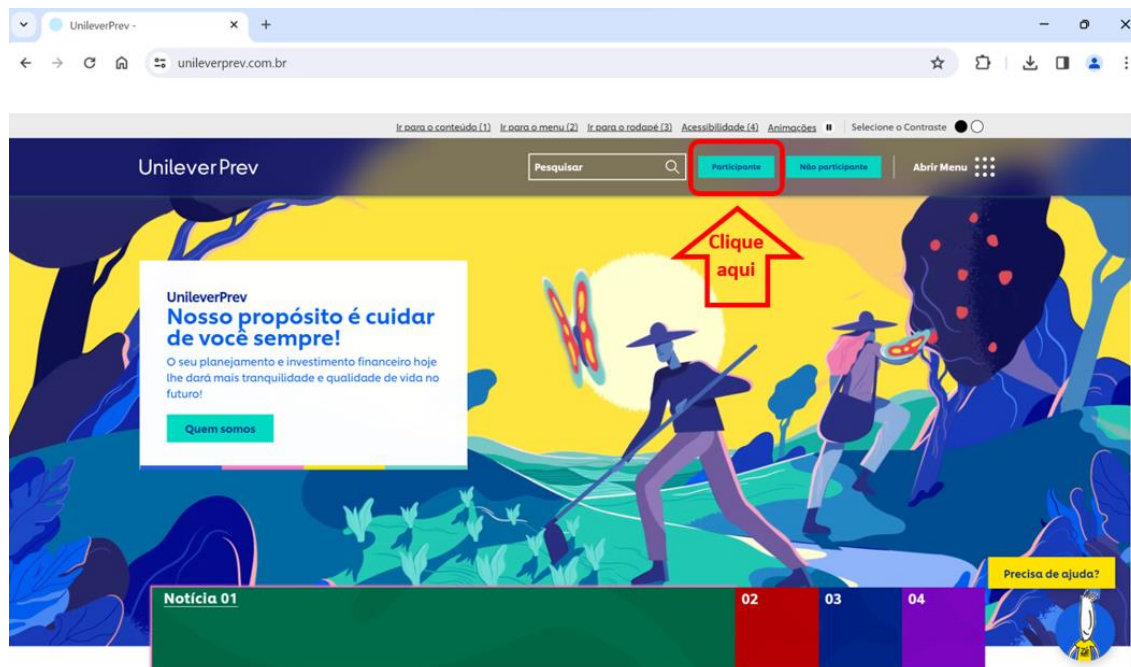 UnileverPrev -
unileverprev.com.br
Ir para o conteúdo (1) Ir para o menu (2) Ir para o rodapé (3) Acessibilidade (4) Animações Selecione o Contraste
UnileverPrev
Pesquisar
Participante
Não participante
Abrir Menu
Clique
aqui
UnileverPrev
Nosso propósito é cuidar
de você sempre!
O seu planejamento e investimento financeiro hoje
lhe dará mais tranquilidade e qualidade de vida no
futuro!
Quem somos
Precisa de ajuda?
Notícia 01
02
03
04